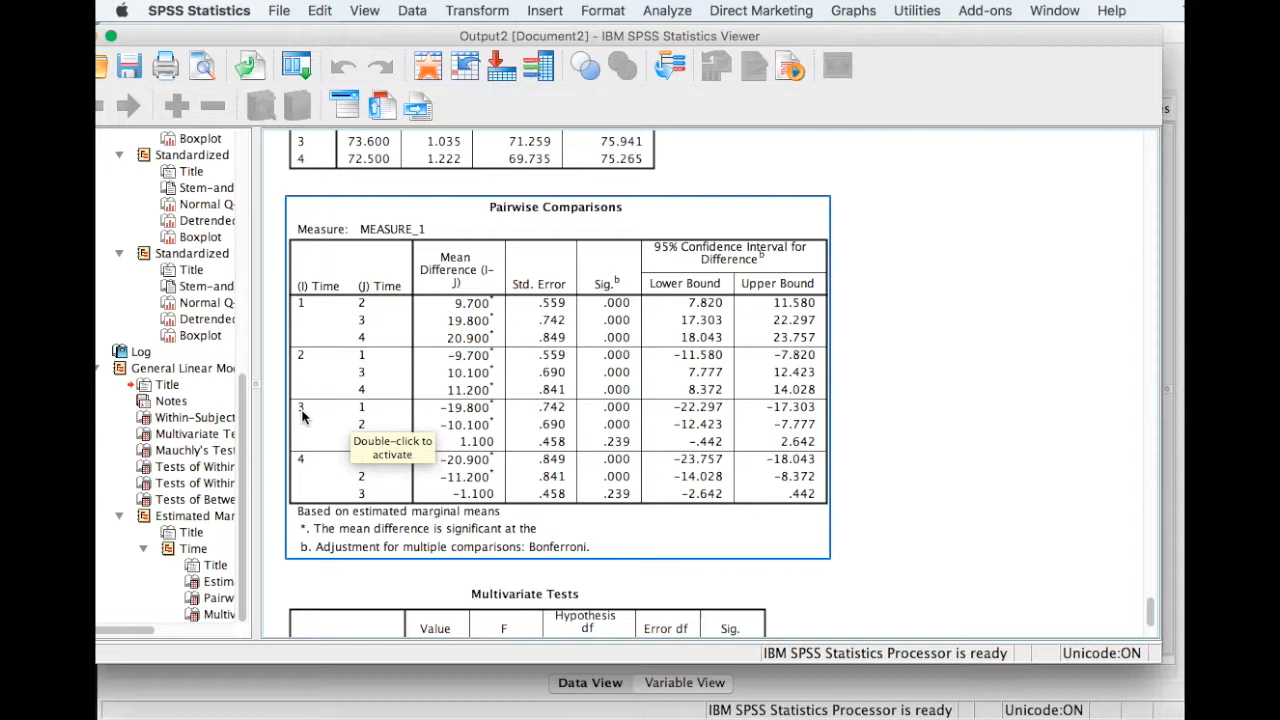 SPSS Statistics File Edit View Data Transform Insert Format Analyze Direct Marketing Graphs Utilities Add-ons Window Help
Output2 [Document2] - IBM SPSS Statistics Viewer
Boxplot
Standardized
Title
Stem-and
Normal Q-
Detrended
Boxplot
Standardized
Title
Stem-and
Normal Q-
Detrended
Boxplot
Log
General Linear Mo
Title
Notes
Within-Subject
Multivariate Te
Mauchly's Test
Tests of Within
Tests of Within
Tests of Betwe
Estimated Mar
Title
Time
Title
Estim
Pairw
Multiv
3 73.600 1.035 71.259 75.941
4 72.500 1.222 69.735 75.265
Pairwise Comparisons
Measure: MEASURE_1
95% Confidence Interval for
Difference b
Mean
Difference (I-
J)
(I) Time (J) Time Std. Error Sig. b Lower Bound Upper Bound
1 2 9.700* .559 .000 7.820 11.580
3 19.800* .742 .000 17.303 22.297
4 20.900* .849 .000 18.043 23.757
2 1 -9.700* .559 .000 -11.580 -7.820
3 10.100* .690 .000 7.777 12.423
4 11.200* .841 .000 8.372 14.028
3 1 -19.800* .742 .000 -22.297 -17.303
2 -10.100* .690 .000 -12.423 -7.777
1.100 .458 .239 -.442 2.642
4 -20.900* .849 .000 -23.757 -18.043
2 -11.200* .841 .000 -14.028 -8.372
3 -1.100 .458 .239 -2.642 .442
Double-click to
activate
Based on estimated marginal means
*. The mean difference is significant at the
b. Adjustment for multiple comparisons: Bonferroni.
Multivariate Tests
Value F Hypothesis
df Error df Sig.
IBM SPSS Statistics Processor is ready Unicode:ON
Data View Variable View
IBM SPSS Statistics Processor is ready Unicode:ON